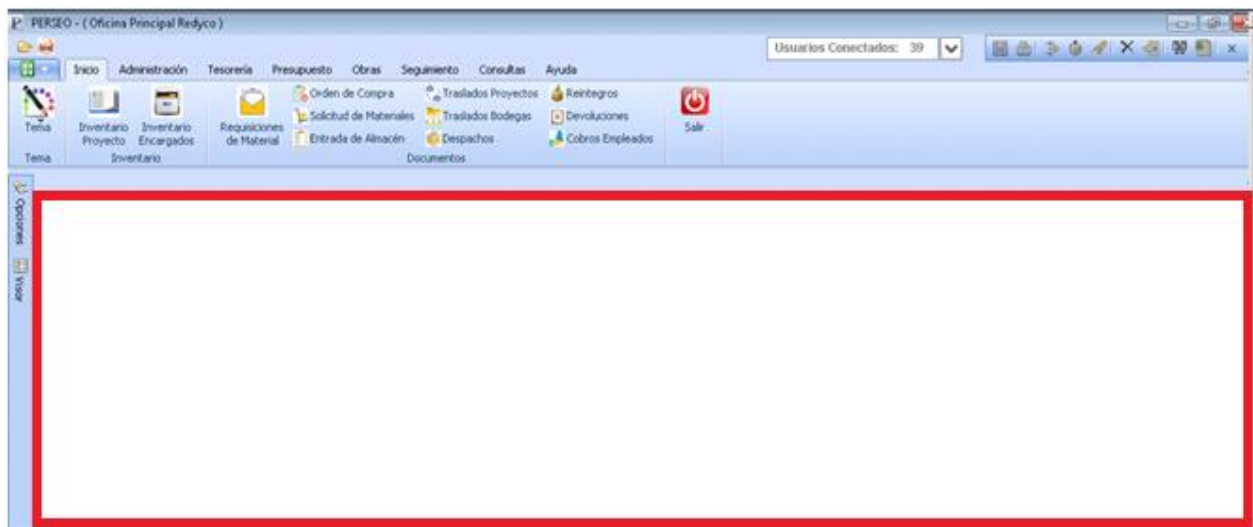 PERSEO - ( Oficina Principal Redyco )
Usuarios Conectados: 39
Inicio Administración Tesorería Presupuesto Obras Seguimiento Consultas Ayuda
Orden de Compra Traslados Proyectos Reintegros
Solicitud de Materiales Traslados Bodegas Devoluciones
Tema Inventario Proyecto Inventario Encargados Requisiciones de Material Entrada de Almacén Despachos Cobros Empleados Salir
Tema Inventario Documentos
Opciones
Visor